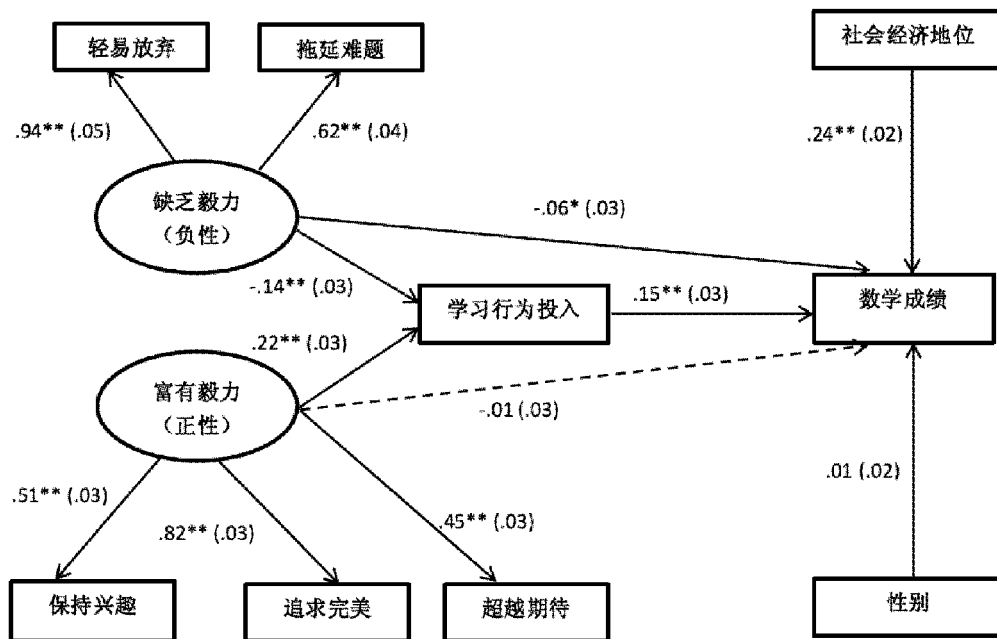 轻易放弃
拖延难题
社会经济地位
.94** (.05)
.62** (.04)
.24** (.02)
缺乏毅力
（负性）
-.06* (.03)
-.14** (.03)
学习行为投入
.15** (.03)
数学成绩
.22** (.03)
富有毅力
（正性）
-.01 (.03)
.51** (.03)
.82** (.03)
.45** (.03)
.01 (.02)
保持兴趣
追求完美
超越期待
性别